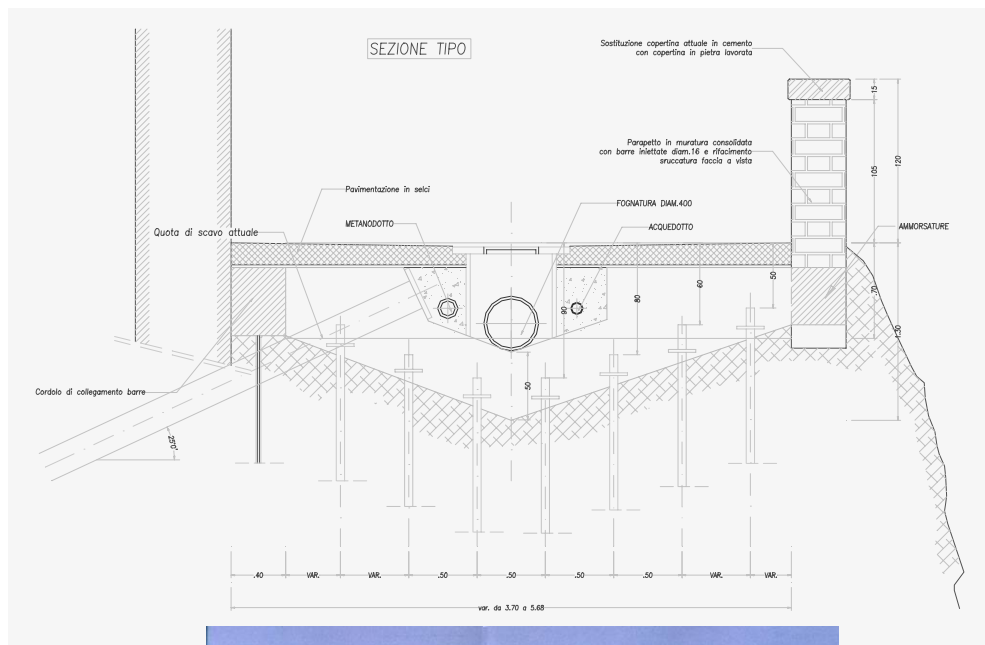 SEZIONE TIPO
Sostituzione copertina attuale in cemento
con copertina in pietra lavorata
15
Parapetto in muratura consolidata
con barre iniettate diam.16 e rifacimento
sruccatura faccia a vista
120
105
Pavimentazione in selci
FOGNATURA DIAM.400
METANODOTTO
ACQUEDOTTO
AMMORSATURE
Quota di scavo attuale
50
60
70
80
90
1.30
50
Cordolo di collegamento barre
25'0"
.40
VAR.
VAR.
.50
.50
.50
.50
VAR.
VAR.
var. da 3.70 a 5.68